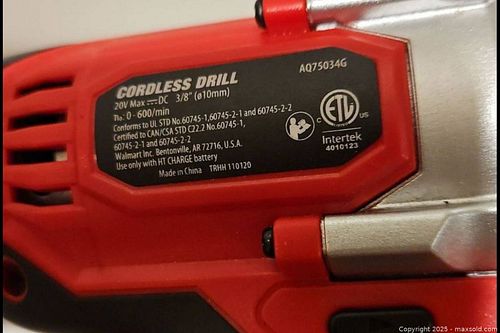 CORDLESS DRILL
AQ75034G
20V Max ⎓DC 3/8" (ø10mm)
n₀: 0 - 600/min
Conforms to UL STD No.60745-1,60745-2-1 and 60745-2-2
Certified to CAN/CSA STD C22.2 No.60745-1,
60745-2-1 and 60745-2-2
Walmart Inc. Bentonville, AR 72716, U.S.A.
Use only with HT CHARGE battery
Made in China TRHH 110120
C ETL US
Intertek
4010123
Copyright 2025 - maxsold.com